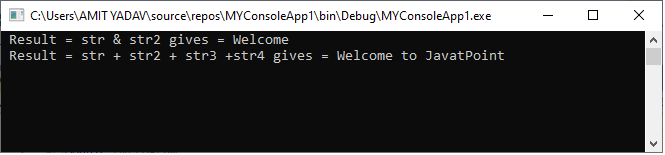 C:\Users\AMIT YADAV\source\repos\MYConsoleApp1\bin\Debug\MYConsoleApp1.exe
Result = str & str2 gives = Welcome
Result = str + str2 + str3 +str4 gives = Welcome to JavatPoint